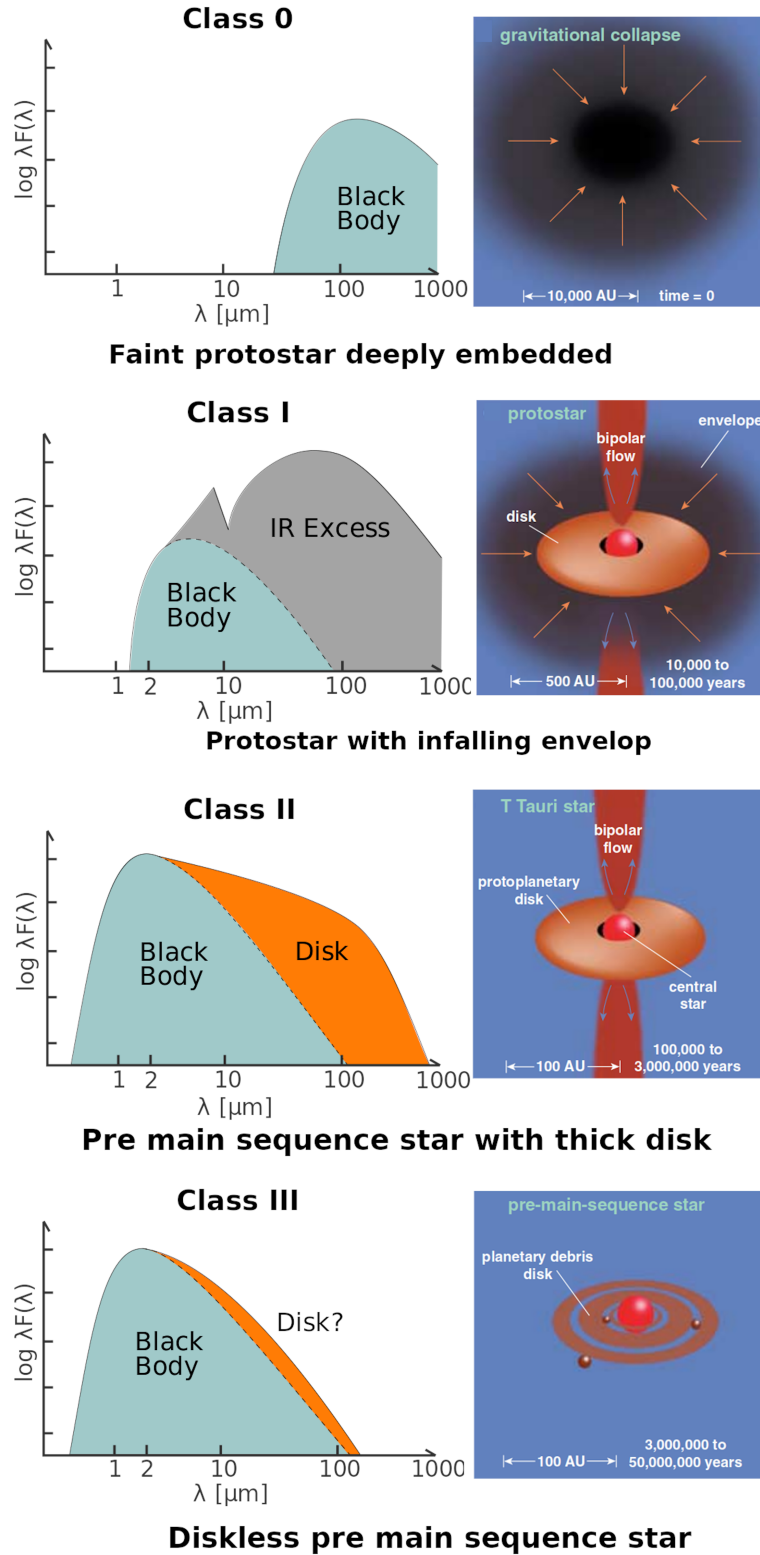 Class 0
log λF(λ)
Black
Body
1
10
100
1000
λ [μm]
gravitational collapse
10,000 AU
time = 0
Faint protostar deeply embedded
Class I
log λF(λ)
IR Excess
Black
Body
1
2
10
100
1000
λ [μm]
protostar
envelope
bipolar
flow
disk
500 AU
10,000 to
100,000 years
Protostar with infalling envelop
Class II
log λF(λ)
Black
Body
Disk
1
2
10
100
1000
λ [μm]
T Tauri star
bipolar
flow
protoplanetary
disk
central
star
100 AU
100,000 to
3,000,000 years
Pre main sequence star with thick disk
Class III
log λF(λ)
Disk?
Black
Body
1
2
10
100
1000
λ [μm]
pre-main-sequence star
planetary debris
disk
100 AU
3,000,000 to
50,000,000 years
Diskless pre main sequence star